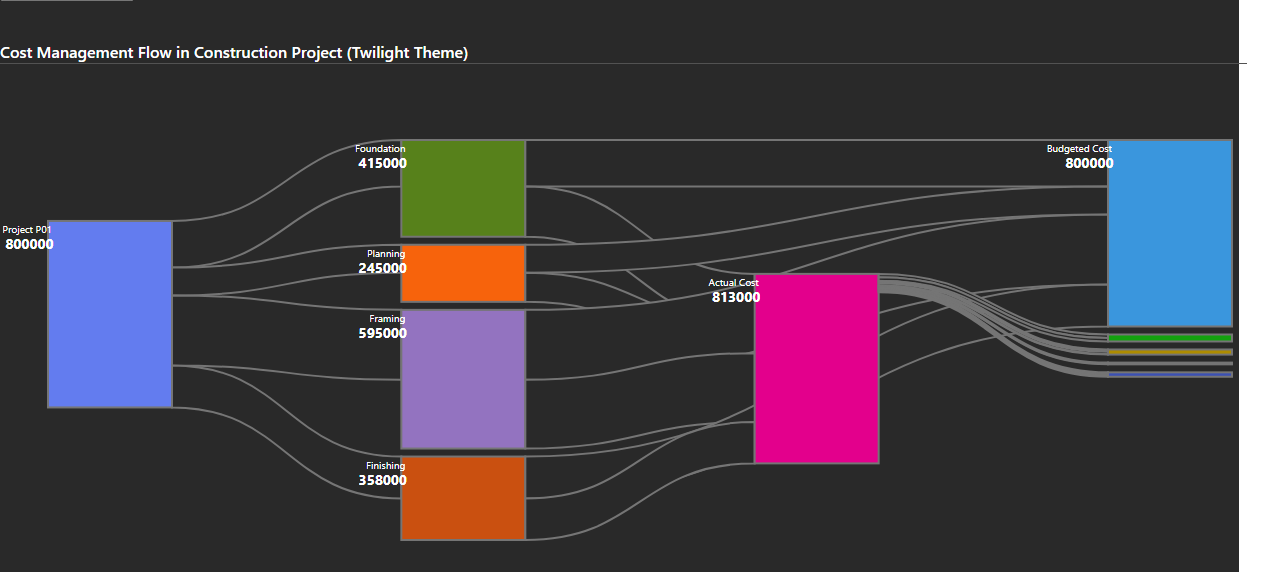 Cost Management Flow in Construction Project (Twilight Theme)
Foundation
415000
Budgeted Cost
800000
Project P01
800000
Planning
245000
Actual Cost
813000
Framing
595000
Finishing
358000